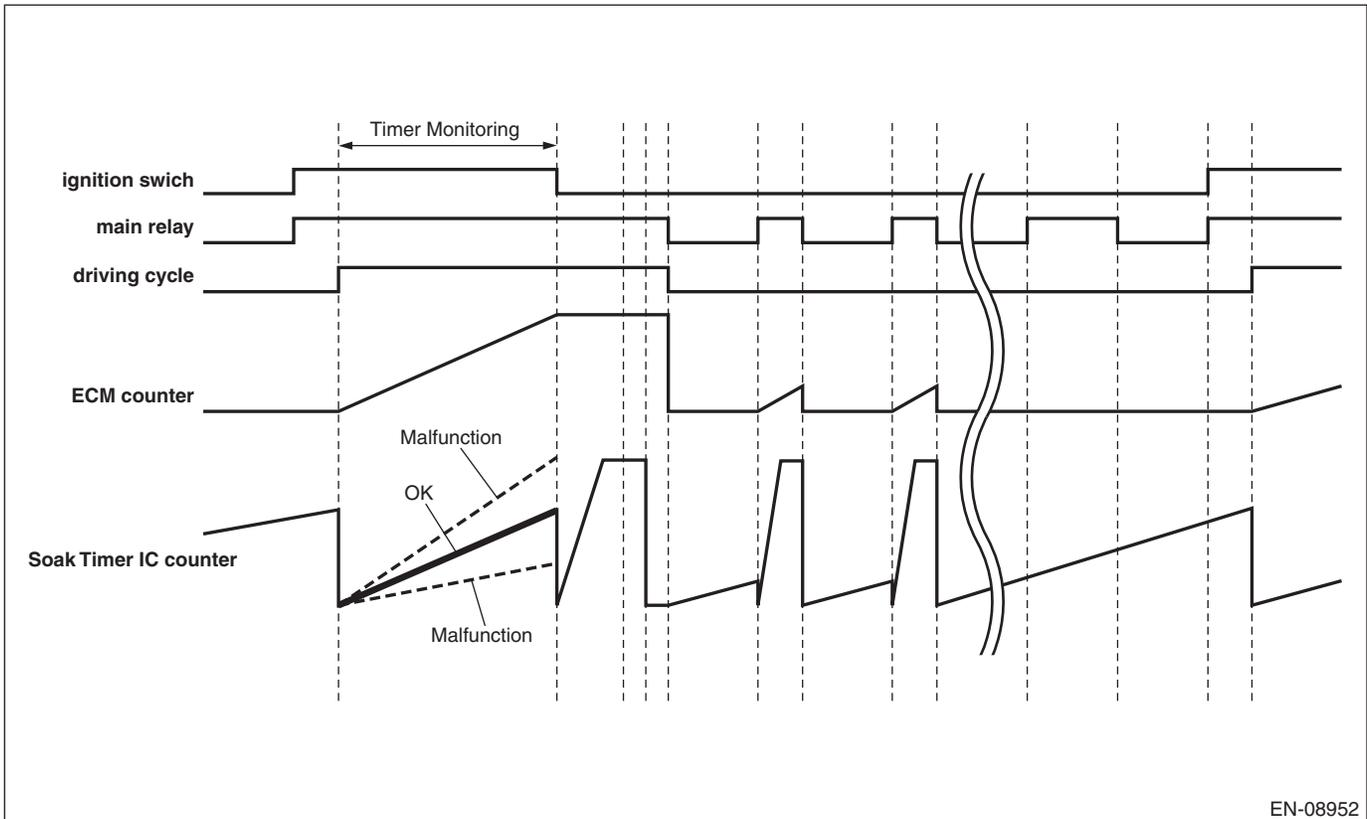 Timer Monitoring
ignition swich
main relay
driving cycle
ECM counter
Malfunction
OK
Soak Timer IC counter
Malfunction
EN-08952